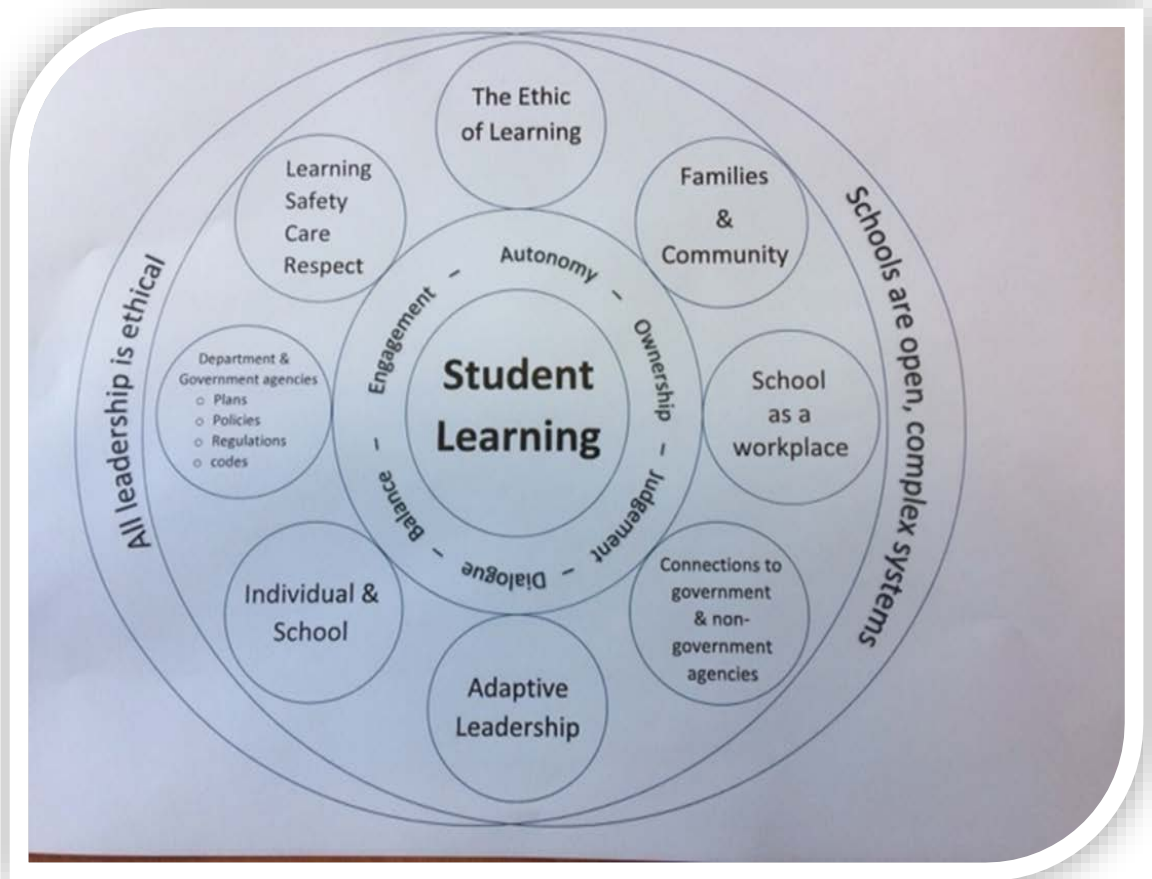 The Ethic
of Learning
Families
&
Community
School
as a
workplace
Connections to
government
& non-
government
agencies
Adaptive
Leadership
Individual &
School
Department &
Government agencies
o Plans
o Policies
o Regulations
o codes
Learning
Safety
Care
Respect
Autonomy – Ownership – Judgement – Dialogue – Balance – Engagement –
Student
Learning
All leadership is ethical
Schools are open, complex systems